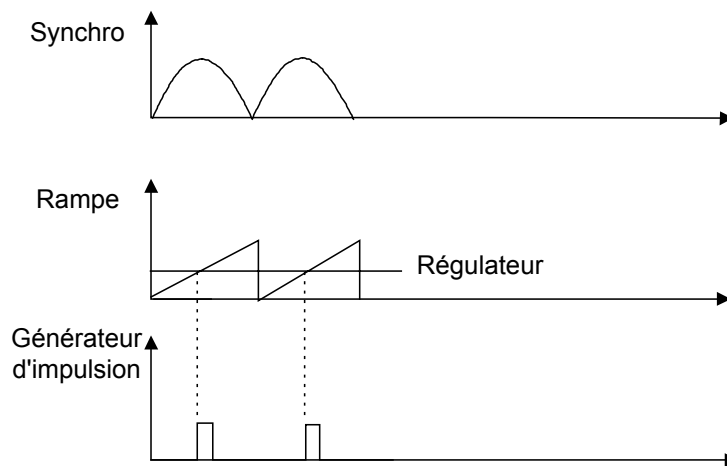 Synchro
Rampe
Régulateur
Générateur
d'impulsion